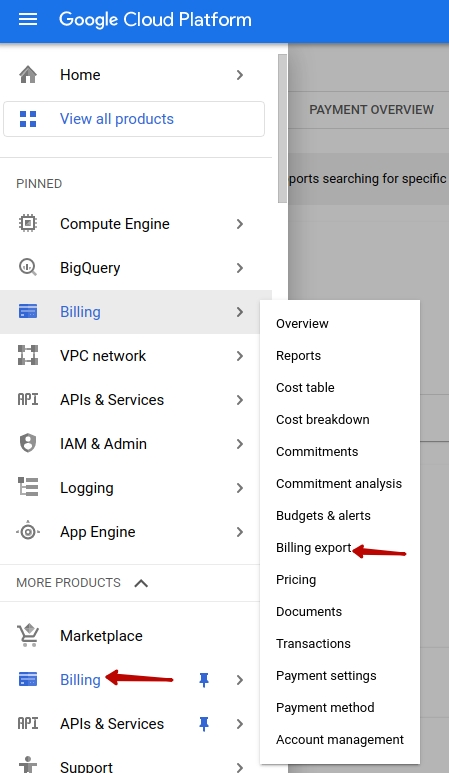 Google Cloud Platform
Home
View all products
PINNED
Compute Engine
BigQuery
Billing
VPC network
API APIs & Services
IAM & Admin
Logging
App Engine
MORE PRODUCTS
Marketplace
Billing
API APIs & Services
Support
PAYMENT OVERVIEW
ports searching for specific
Overview
Reports
Cost table
Cost breakdown
Commitments
Commitment analysis
Budgets & alerts
Billing export
Pricing
Documents
Transactions
Payment settings
Payment method
Account management